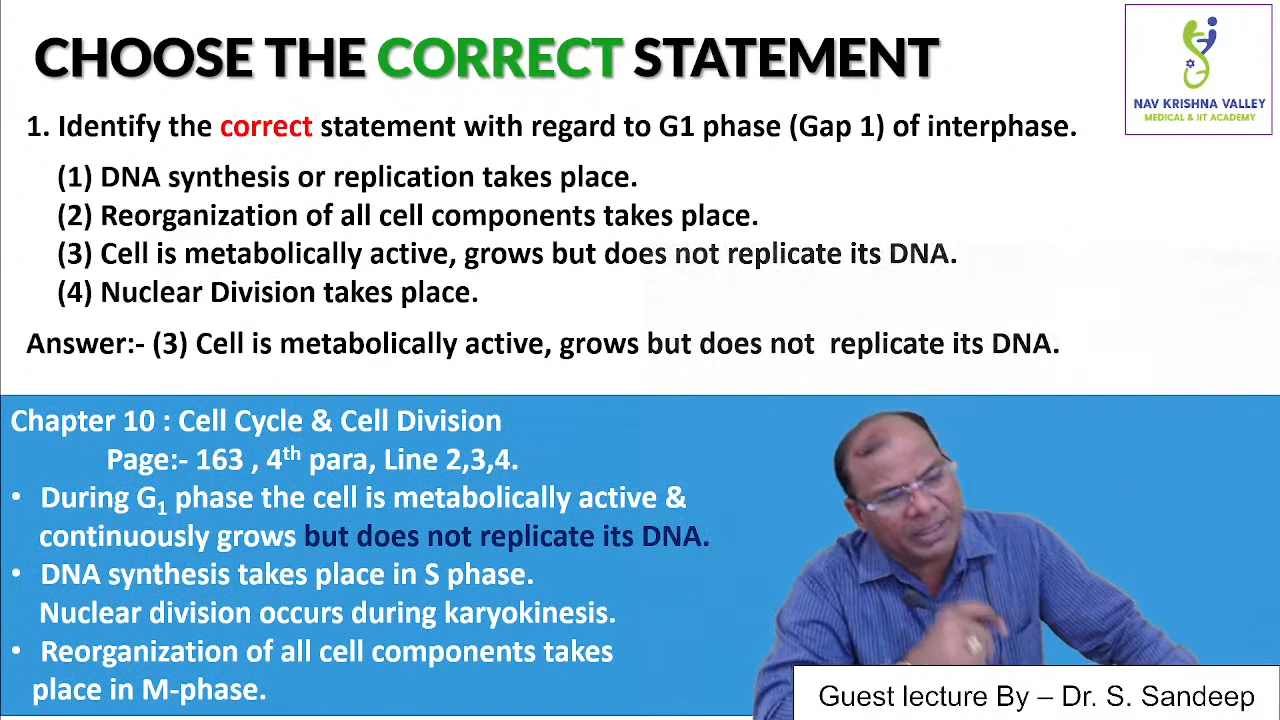 CHOOSE THE CORRECT STATEMENT
NAV KRISHNA VALLEY
MEDICAL & IIT ACADEMY
1. Identify the correct statement with regard to G1 phase (Gap 1) of interphase.
(1) DNA synthesis or replication takes place.
(2) Reorganization of all cell components takes place.
(3) Cell is metabolically active, grows but does not replicate its DNA.
(4) Nuclear Division takes place.
Answer:- (3) Cell is metabolically active, grows but does not replicate its DNA.
Chapter 10 : Cell Cycle & Cell Division
Page:- 163 , 4th para, Line 2,3,4.
• During G1 phase the cell is metabolically active &
continuously grows but does not replicate its DNA.
• DNA synthesis takes place in S phase.
Nuclear division occurs during karyokinesis.
• Reorganization of all cell components takes
place in M-phase.
Guest lecture By – Dr. S. Sandeep